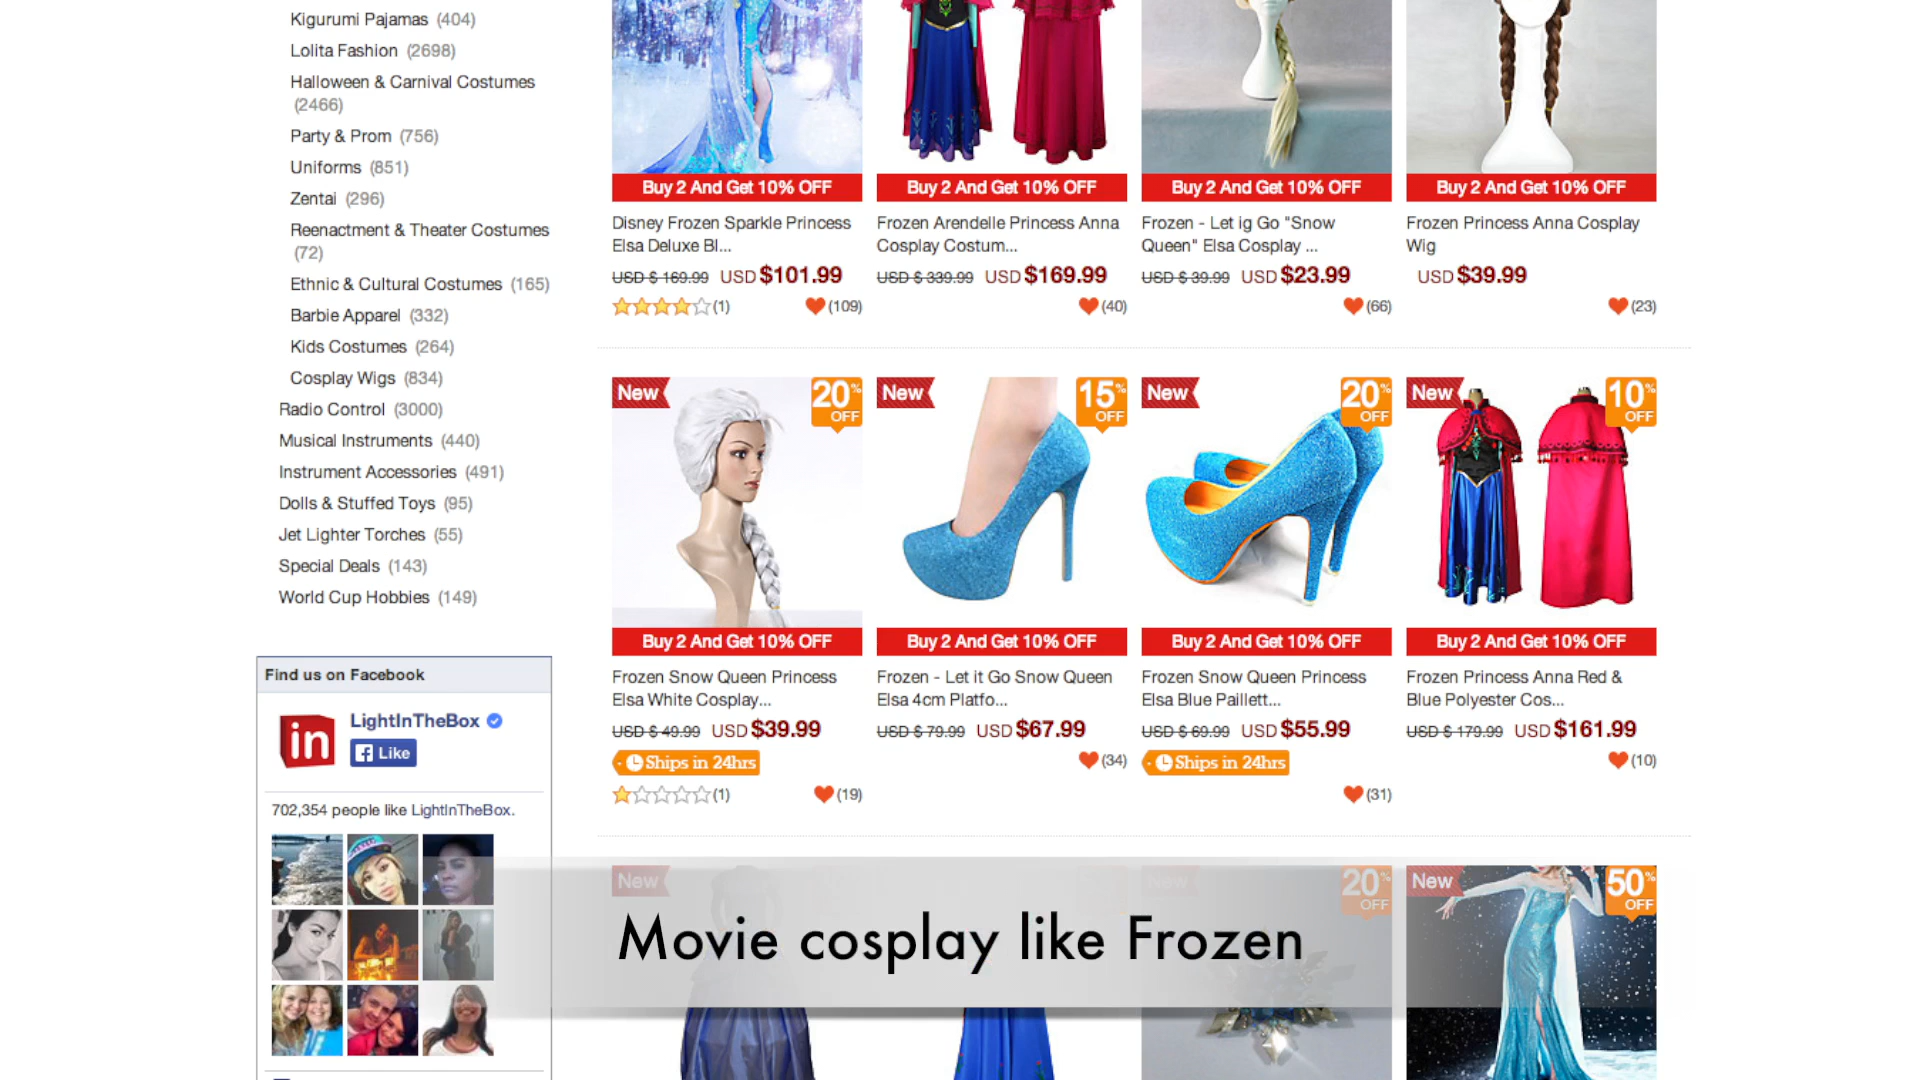 Kigurumi Pajamas (404)
Lolita Fashion (2698)
Halloween & Carnival Costumes
(2466)
Party & Prom (756)
Uniforms (851)
Zentai (296)
Reenactment & Theater Costumes
(72)
Ethnic & Cultural Costumes (165)
Barbie Apparel (332)
Kids Costumes (264)
Cosplay Wigs (834)
Radio Control (3000)
Musical Instruments (440)
Instrument Accessories (491)
Dolls & Stuffed Toys (95)
Jet Lighter Torches (55)
Special Deals (143)
World Cup Hobbies (149)
Find us on Facebook
in
LightInTheBox
Like
702,354 people like LightInTheBox.
Buy 2 And Get 10% OFF
Disney Frozen Sparkle Princess
Elsa Deluxe Bl...
USD $ 169.99 USD $101.99
(1) (109)
Buy 2 And Get 10% OFF
Frozen Arendelle Princess Anna
Cosplay Costum...
USD $ 339.99 USD $169.99
(40)
Buy 2 And Get 10% OFF
Frozen - Let ig Go "Snow
Queen" Elsa Cosplay ...
USD $ 39.99 USD $23.99
(66)
Buy 2 And Get 10% OFF
Frozen Princess Anna Cosplay
Wig
USD $39.99
(23)
New
20% OFF
Buy 2 And Get 10% OFF
Frozen Snow Queen Princess
Elsa White Cosplay...
USD $ 49.99 USD $39.99
Ships in 24hrs
(1) (19)
New
15% OFF
Buy 2 And Get 10% OFF
Frozen - Let it Go Snow Queen
Elsa 4cm Platfo...
USD $ 79.99 USD $67.99
(34)
New
20% OFF
Buy 2 And Get 10% OFF
Frozen Snow Queen Princess
Elsa Blue Paillett...
USD $ 69.99 USD $55.99
Ships in 24hrs
(31)
New
10% OFF
Buy 2 And Get 10% OFF
Frozen Princess Anna Red &
Blue Polyester Cos...
USD $ 179.99 USD $161.99
(10)
New
New
20% OFF
New
50% OFF
Movie cosplay like Frozen